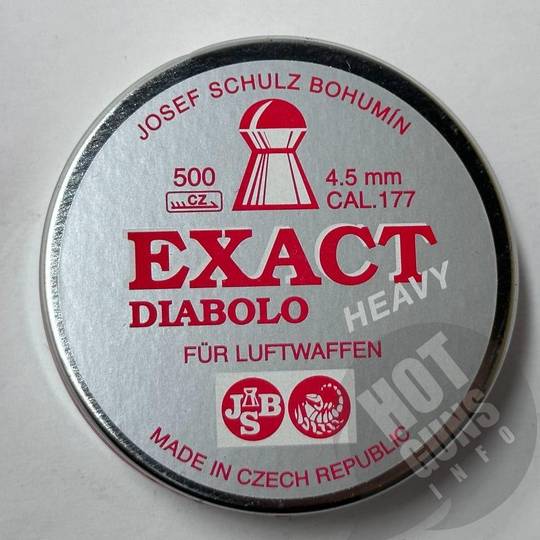 JOSEF SCHULZ BOHUMÍN
500
CZ
4.5 mm
CAL.177
EXACT
DIABOLO
HEAVY
FÜR LUFTWAFFEN
JSB
MADE IN CZECH REPUBLIC
HOT
GUNS
INFO